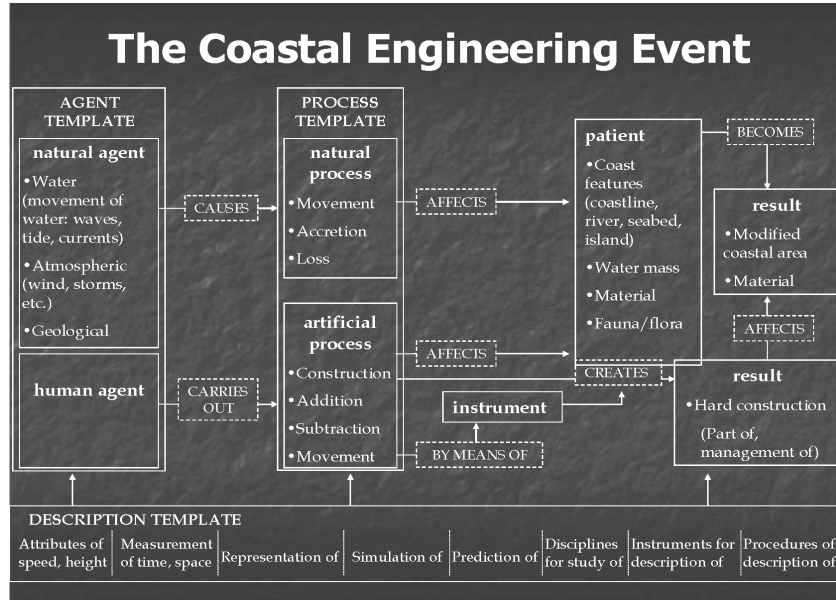 The Coastal Engineering Event
AGENT
TEMPLATE
natural agent
•Water
(movement of
water: waves,
tide, currents)
•Atmospheric
(wind, storms,
etc.)
•Geological
human agent
CAUSES
CARRIES
OUT
PROCESS
TEMPLATE
natural
process
•Movement
•Accretion
•Loss
artificial
process
•Construction
•Addition
•Subtraction
•Movement
AFFECTS
AFFECTS
instrument
BY MEANS OF
patient
•Coast
features
(coastline,
river, seabed,
island)
•Water mass
•Material
•Fauna/flora
CREATES
BECOMES
result
•Modified
coastal area
•Material
AFFECTS
result
•Hard construction
(Part of,
management of)
DESCRIPTION TEMPLATE
Attributes of
speed, height
Measurement
of time, space
Representation of
Simulation of
Prediction of
Disciplines
for study of
Instruments for
description of
Procedures of
description of